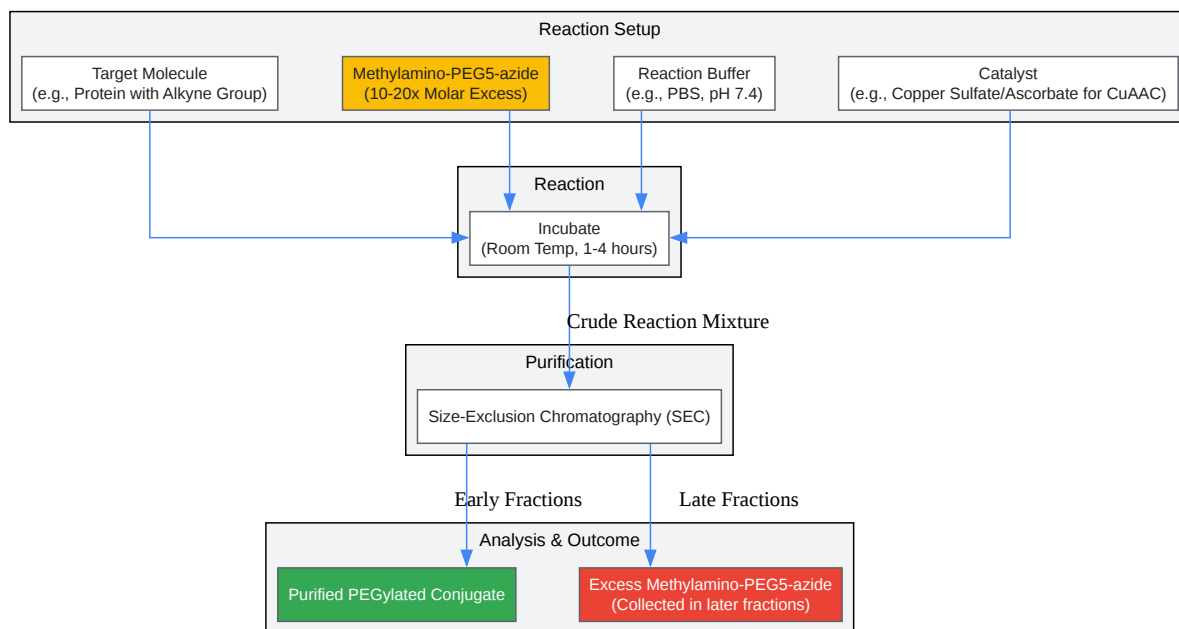 Reaction Setup
Target Molecule
(e.g., Protein with Alkyne Group)
Methylamino-PEG5-azide
(10-20x Molar Excess)
Reaction Buffer
(e.g., PBS, pH 7.4)
Catalyst
(e.g., Copper Sulfate/Ascorbate for CuAAC)
Reaction
Incubate
(Room Temp, 1-4 hours)
Crude Reaction Mixture
Purification
Size-Exclusion Chromatography (SEC)
Early Fractions
Late Fractions
Analysis & Outcome
Purified PEGylated Conjugate
Excess Methylamino-PEG5-azide
(Collected in later fractions)